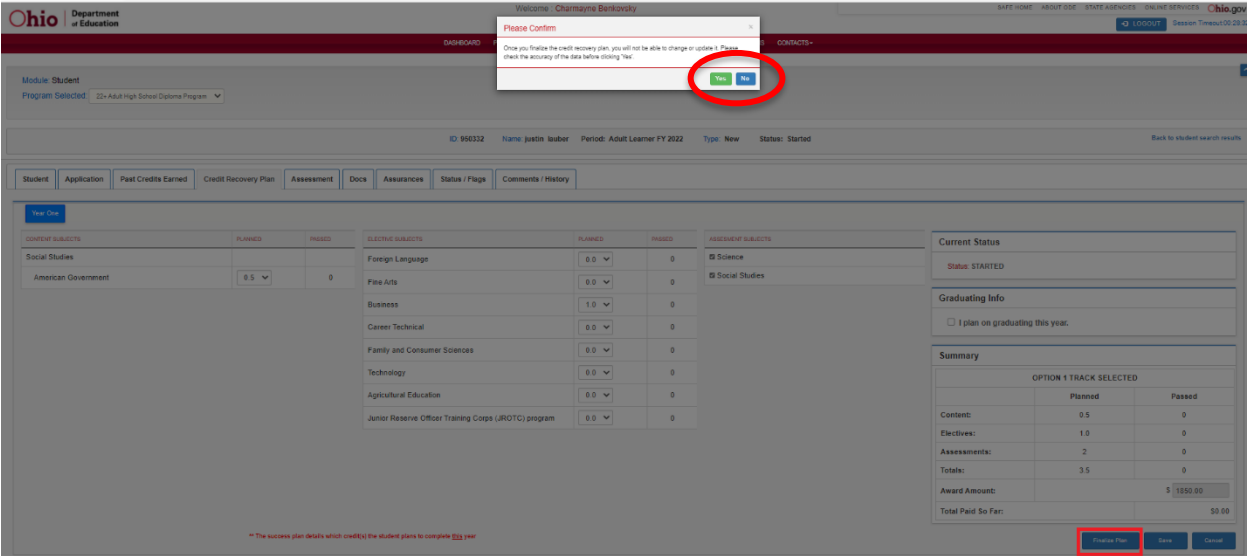 Ohio Department of Education
Welcome : Charmayne Benkovsky
SAFE HOME ABOUT ODE STATE AGENCIES ONLINE SERVICES Ohio.gov
LOGOUT Session Timeout:
DASHBOARD CONTACTS
Please Confirm ×
Once you finalize the credit recovery plan, you will not be able to change or update it. Please
check the accuracy of the data before clicking 'Yes'.
Yes No
Module: Student
Program Selected: 22+ Adult High School Diploma Program
ID: 960332 Name: justin lauber Period: Adult Learner FY 2022 Type: New Status: Started Back to student search results
Student Application Past Credits Earned Credit Recovery Plan Assessment Docs Assurances Status / Flags Comments / History
Year One
CONTENT SUBJECTS PLANNED PASSED
Social Studies
American Government 0.5 0
ELECTIVE SUBJECTS PLANNED PASSED
Foreign Language 0.0 0
Fine Arts 0.0 0
Business 1.0 0
Career Technical 0.0 0
Family and Consumer Sciences 0.0 0
Technology 0.0 0
Agricultural Education 0.0 0
Junior Reserve Officer Training Corps (JROTC) program 0.0 0
ASSESSMENT SUBJECTS
Science
Social Studies
Current Status
Status: STARTED
Graduating Info
I plan on graduating this year.
Summary
OPTION 1 TRACK SELECTED
Planned Passed
Content: 0.5 0
Electives: 1.0 0
Assessments: 2 0
Totals: 3.5 0
Award Amount: $ 1050.00
Total Paid So Far: $0.00
** The success plan details which credit(s) the student plans to complete this year
Finalize Plan Save Cancel